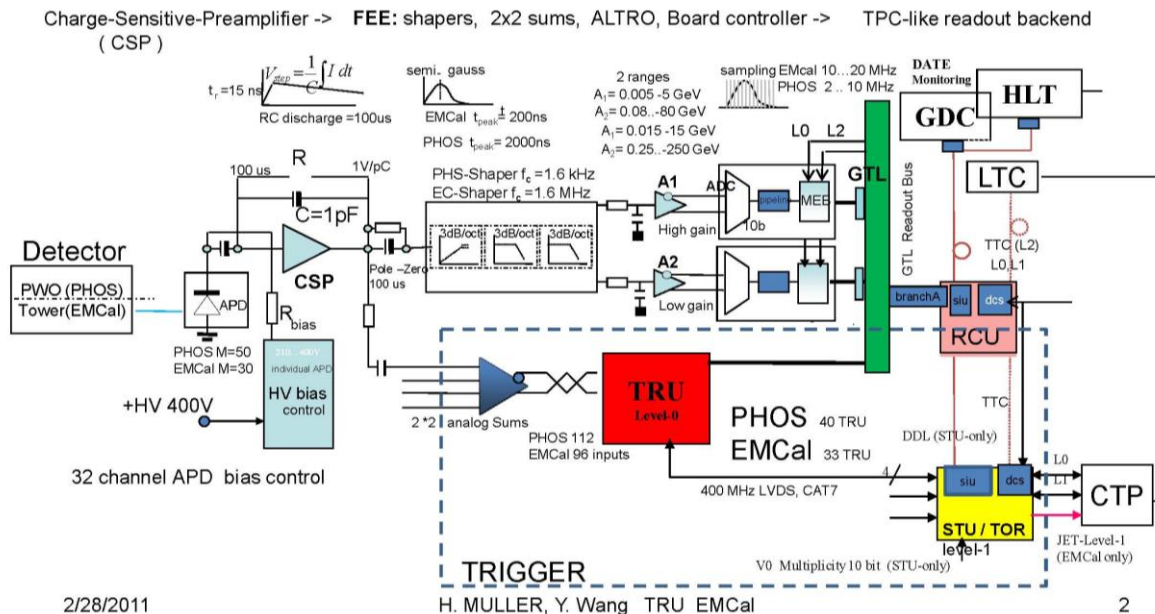 Charge-Sensitive-Preamplifier -> FEE: shapers, 2x2 sums, ALTRO, Board controller -> TPC-like readout backend
( CSP )
V_step = 1/C ∫ I dt
t_r =15 ns
RC discharge =100us
semi- gauss
EMCal t_peak ± 200ns
PHOS t_peak=2000ns
2 ranges
A1= 0.005 -5 GeV
A2= 0.08..-80 GeV
A1= 0.015 -15 GeV
A2= 0.25..-250 GeV
sampling EMcal 10...20 MHz
PHOS 2 .. 10 MHz
DATE
Monitoring
GDC
HLT
LTC
L0 L2
GTL
GTL Readout Bus
TTC (L2)
L0, L1
R
100 us
1V/pC
C=1pF
CSP
Pole –Zero
100 us
PHS-Shaper f_c =1.6 kHz
EC-Shaper f_c =1.6 MHz
3dB/oct 3dB/oct 3dB/oct
A1
High gain
ADC
10b
pipelin
MEB
A2
Low gain
branchA
siu
dcs
RCU
Detector
PWO (PHOS)
Tower(EMCal)
APD
R_bias
PHOS M=50
EMCal M=30
210...400V
individual APD
HV bias
control
+HV 400V
32 channel APD bias control
2 *2 analog Sums
TRU
Level-0
PHOS 112
EMCal 96 inputs
PHOS 40 TRU
EMCal 33 TRU
400 MHz LVDS, CAT7
4
TTC
DDL (STU-only)
siu
dcs
STU / TOR
level-1
L0
L1
CTP
JET-Level-1
(EMCal only)
V0 Multiplicity 10 bit (STU-only)
TRIGGER
2/28/2011
H. MULLER, Y. Wang TRU EMCal
2